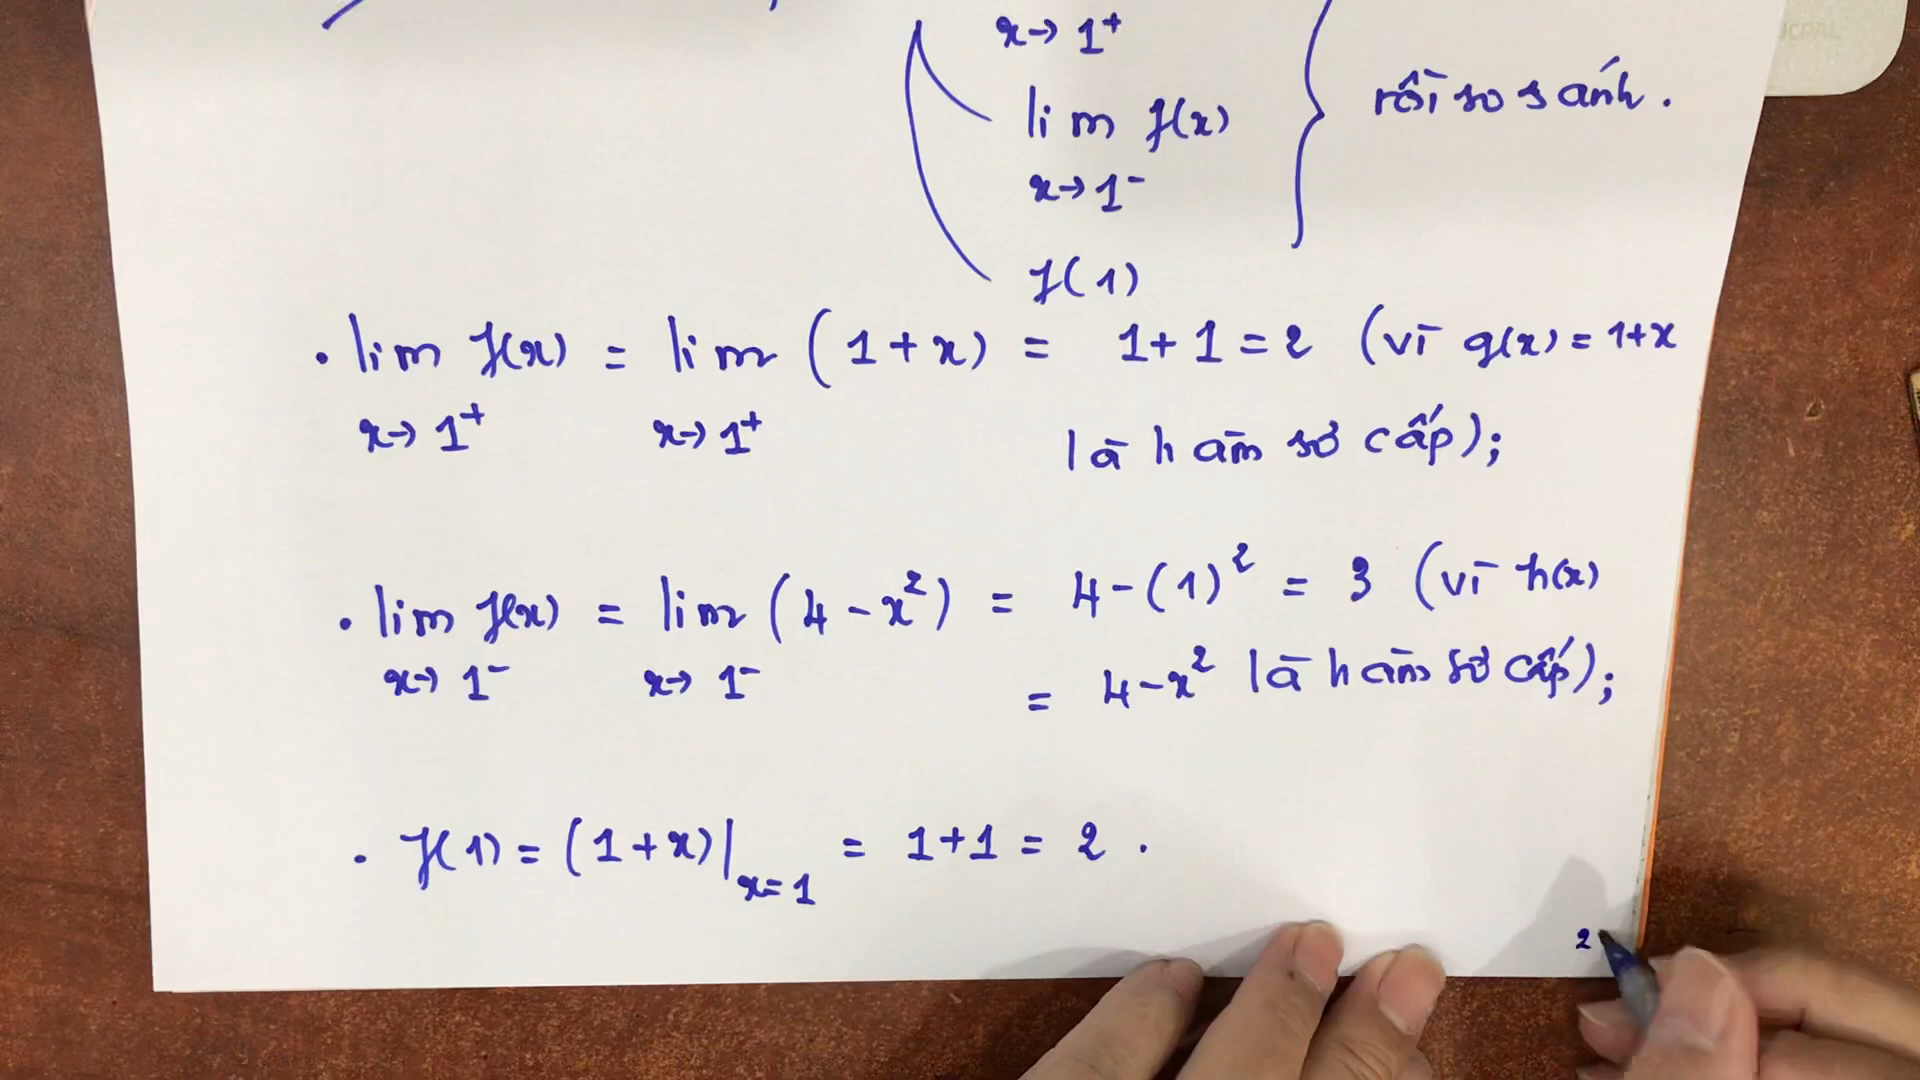 x→1⁺
lim f(x)
x→1⁻
f(1)
rồi so sánh.
. lim f(x) = lim (1+x) = 1+1=2 (vì g(x)=1+x
x→1⁺ x→1⁺ là hàm sơ cấp);
. lim f(x) = lim (4-x²) = 4-(1)² = 3 (vì h(x)
x→1⁻ x→1⁻ = 4-x² là hàm sơ cấp);
. f(1) = (1+x)|ₓ₌₁ = 1+1 = 2 .
2